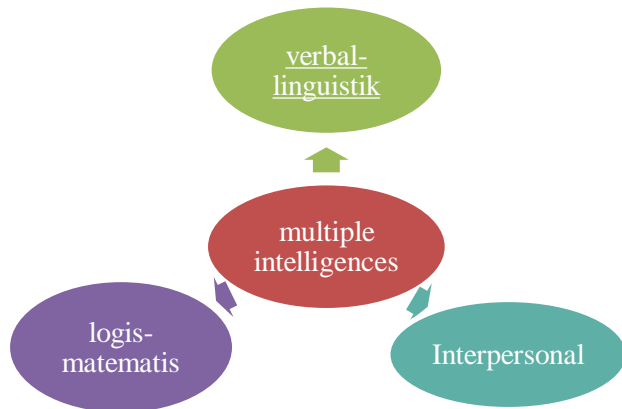 verbal-
linguistik
multiple
intelligences
logis-
matematis
Interpersonal